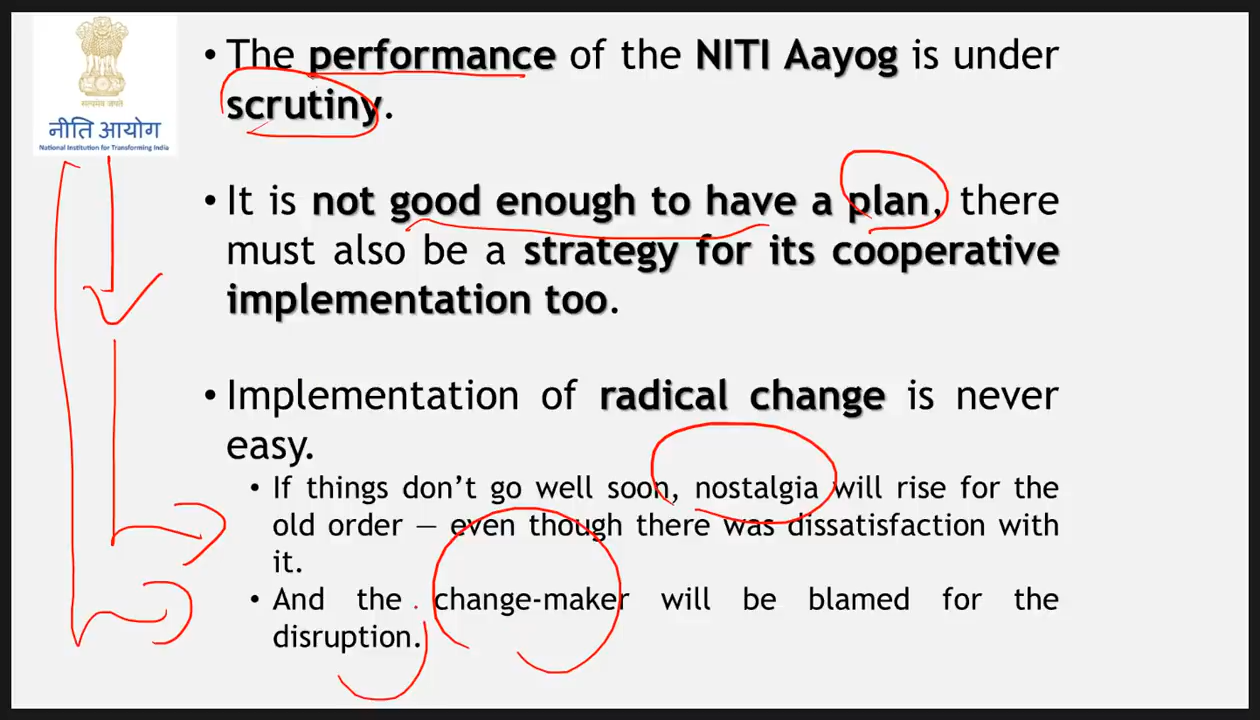 सत्यमेव जयते
नीति आयोग
National Institution for Transforming India
• The performance of the NITI Aayog is under
scrutiny.
• It is not good enough to have a plan, there
must also be a strategy for its cooperative
implementation too.
• Implementation of radical change is never
easy.
• If things don’t go well soon, nostalgia will rise for the
old order — even though there was dissatisfaction with
it.
• And the change-maker will be blamed for the
disruption.